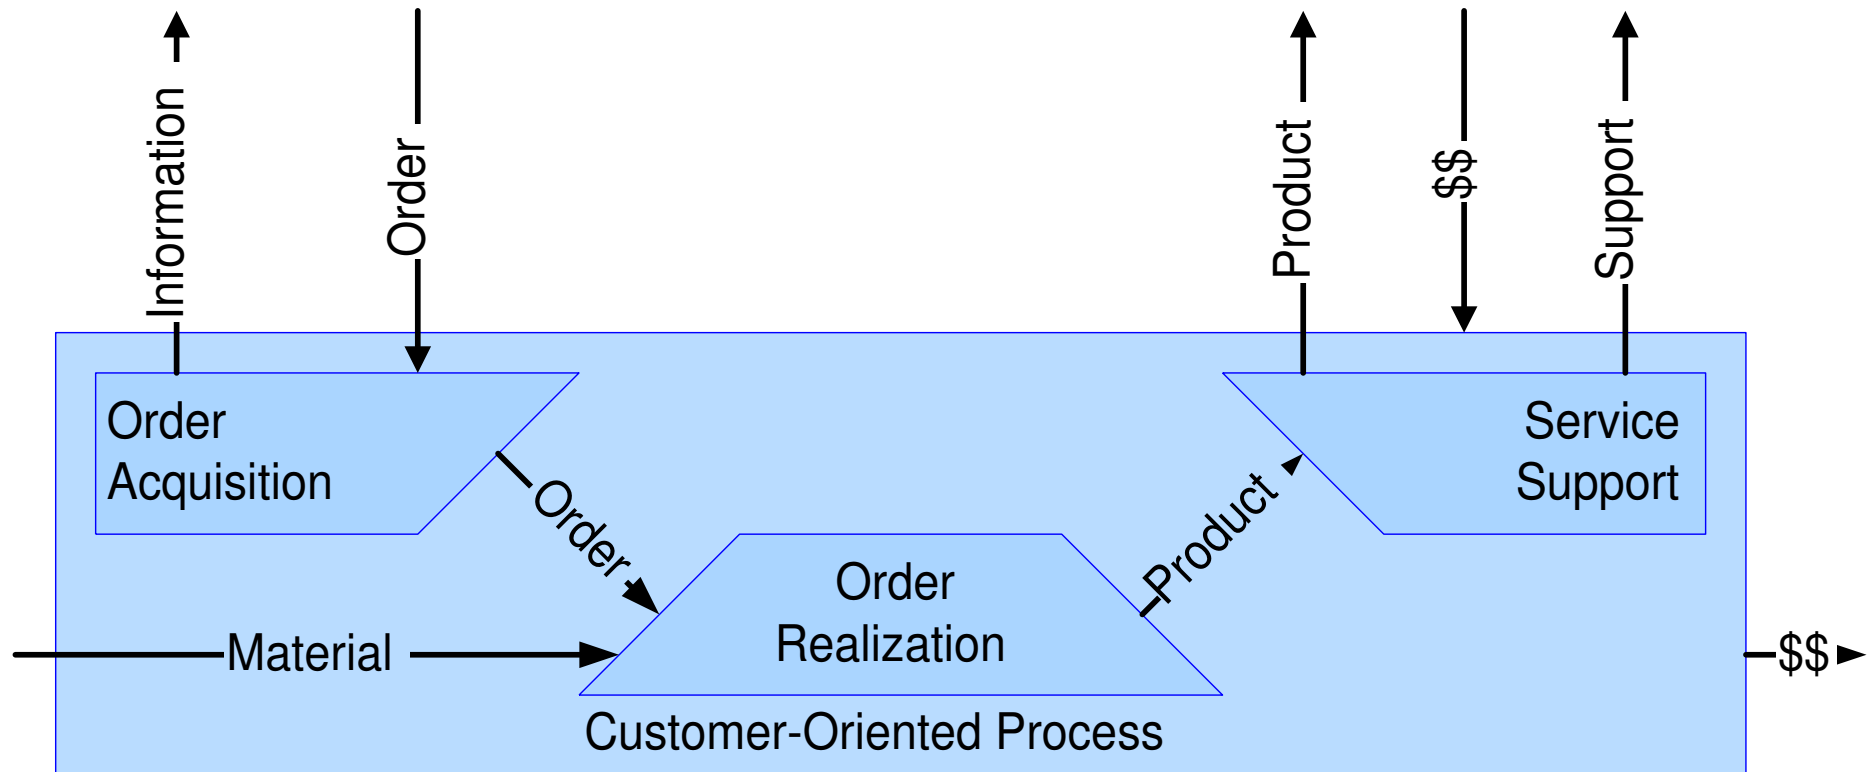 Information
Order
Product
$$
Support
Order
Acquisition
Service
Support
Order
Product
Order
Realization
Material
$$
Customer-Oriented Process